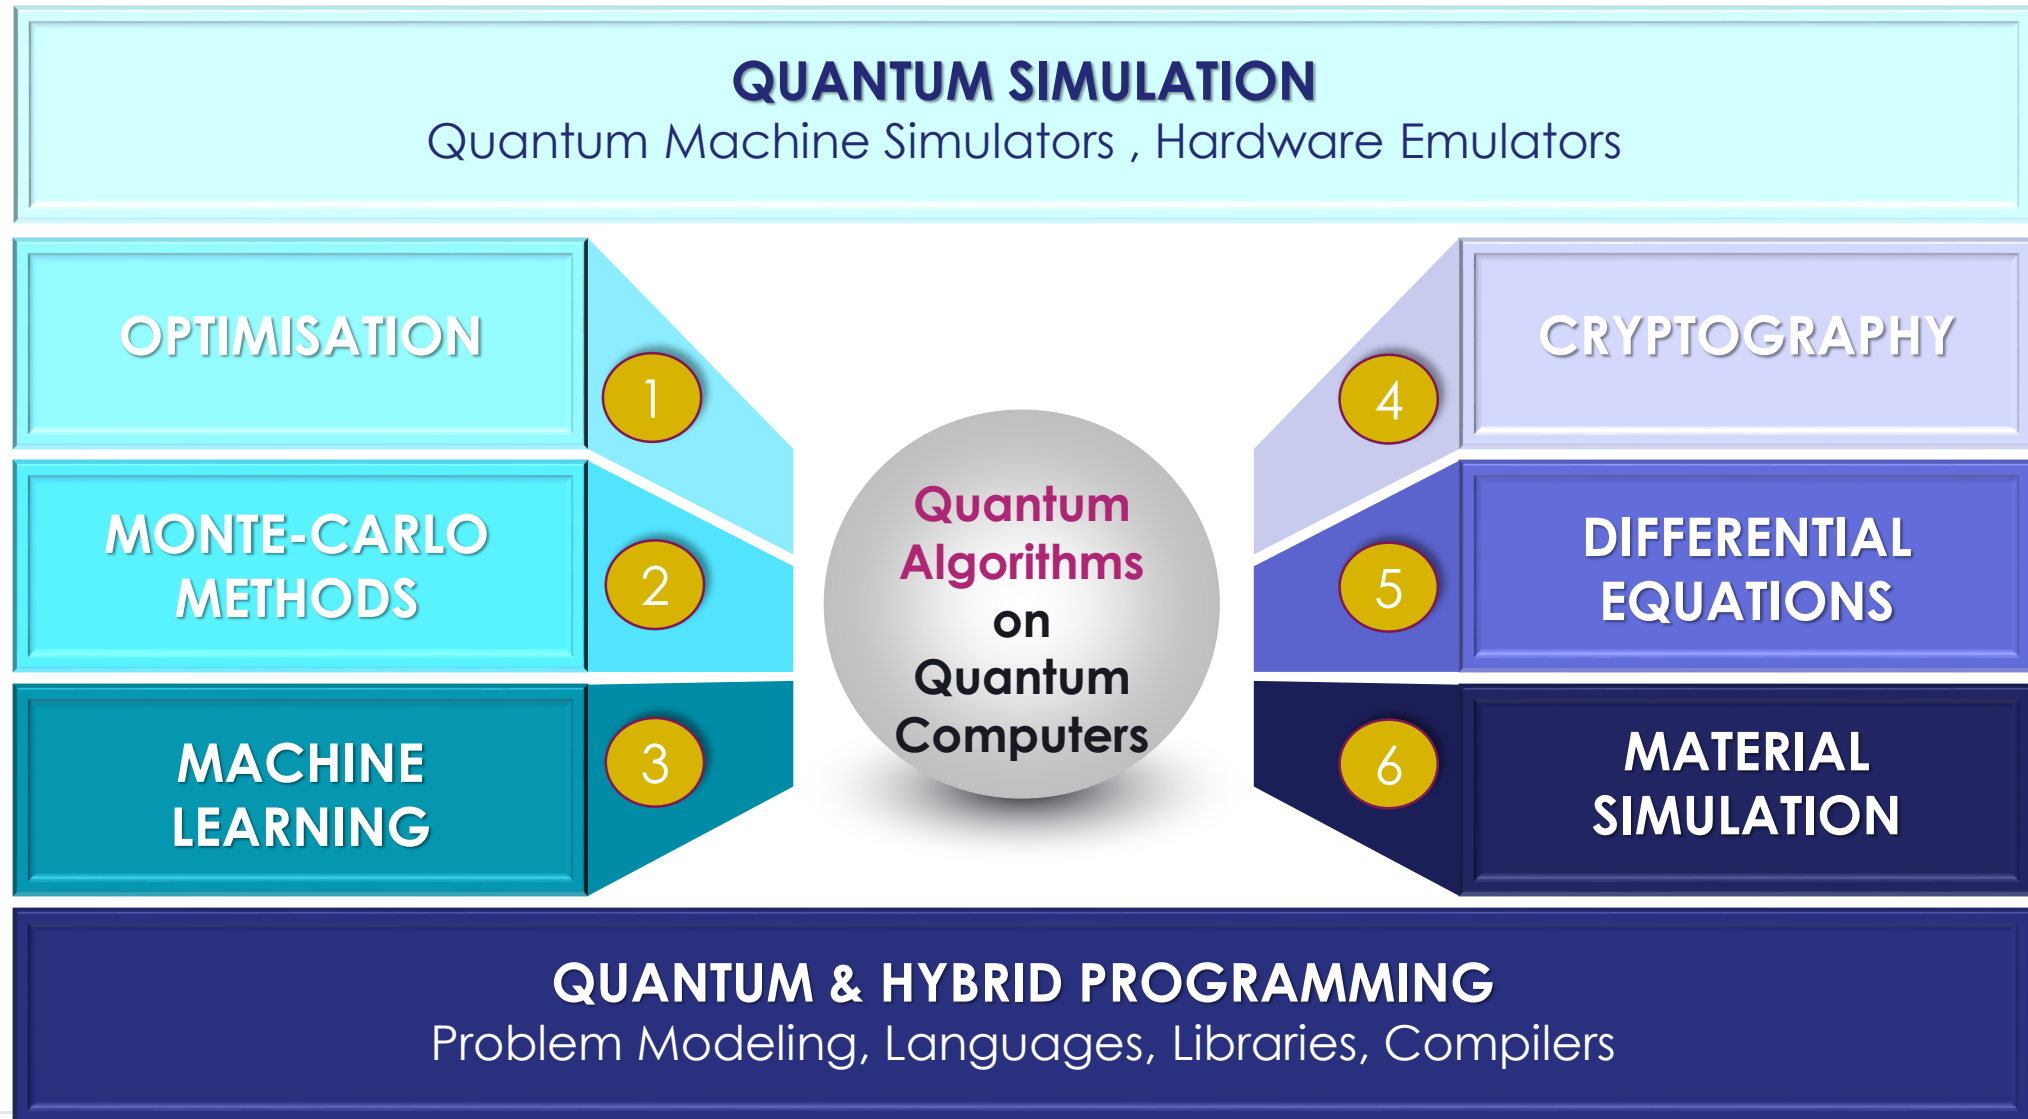 QUANTUM SIMULATION
Quantum Machine Simulators , Hardware Emulators
OPTIMISATION
1
MONTE-CARLO
METHODS
2
MACHINE
LEARNING
3
Quantum
Algorithms
on
Quantum
Computers
4
CRYPTOGRAPHY
5
DIFFERENTIAL
EQUATIONS
6
MATERIAL
SIMULATION
QUANTUM & HYBRID PROGRAMMING
Problem Modeling, Languages, Libraries, Compilers